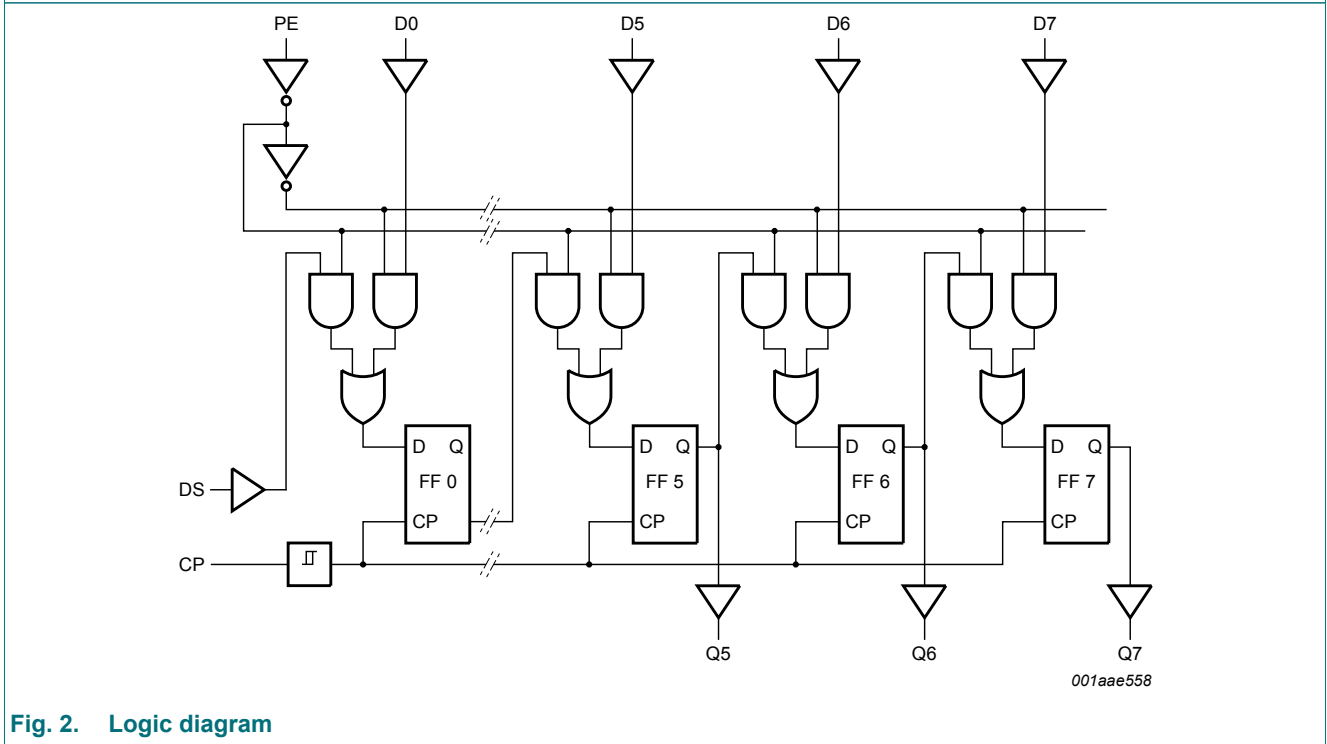 PE D0 D5 D6 D7
D Q D Q D Q D Q
FF 0 FF 5 FF 6 FF 7
DS
CP CP CP CP
CP
Q5 Q6 Q7
001aae558
Fig. 2. Logic diagram